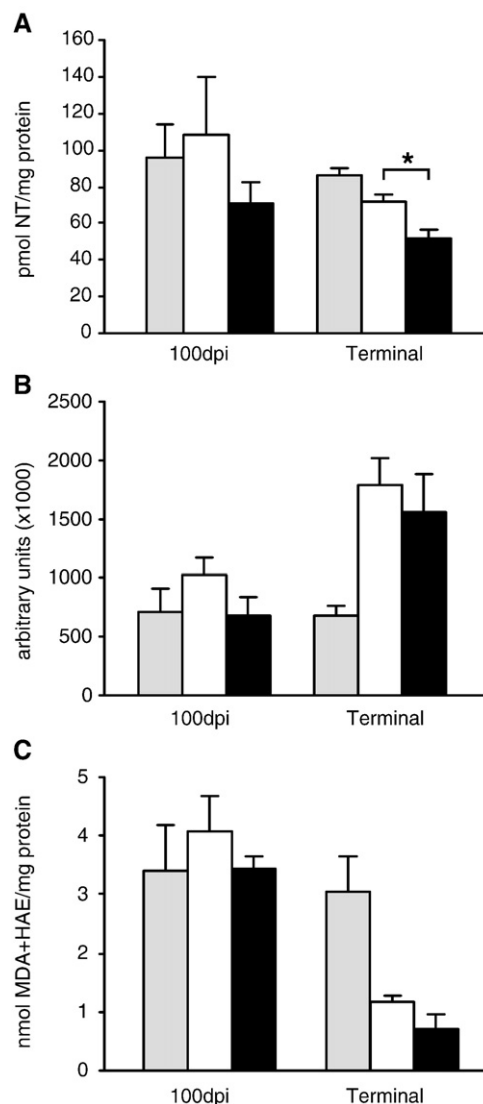 A
pmol NT/mg protein
160
140
120
100
80
60
40
20
0
*
100dpi Terminal
B
arbitrary units (x1000)
2500
2000
1500
1000
500
0
100dpi Terminal
C
nmol MDA+HAE/mg protein
5
4
3
2
1
0
100dpi Terminal